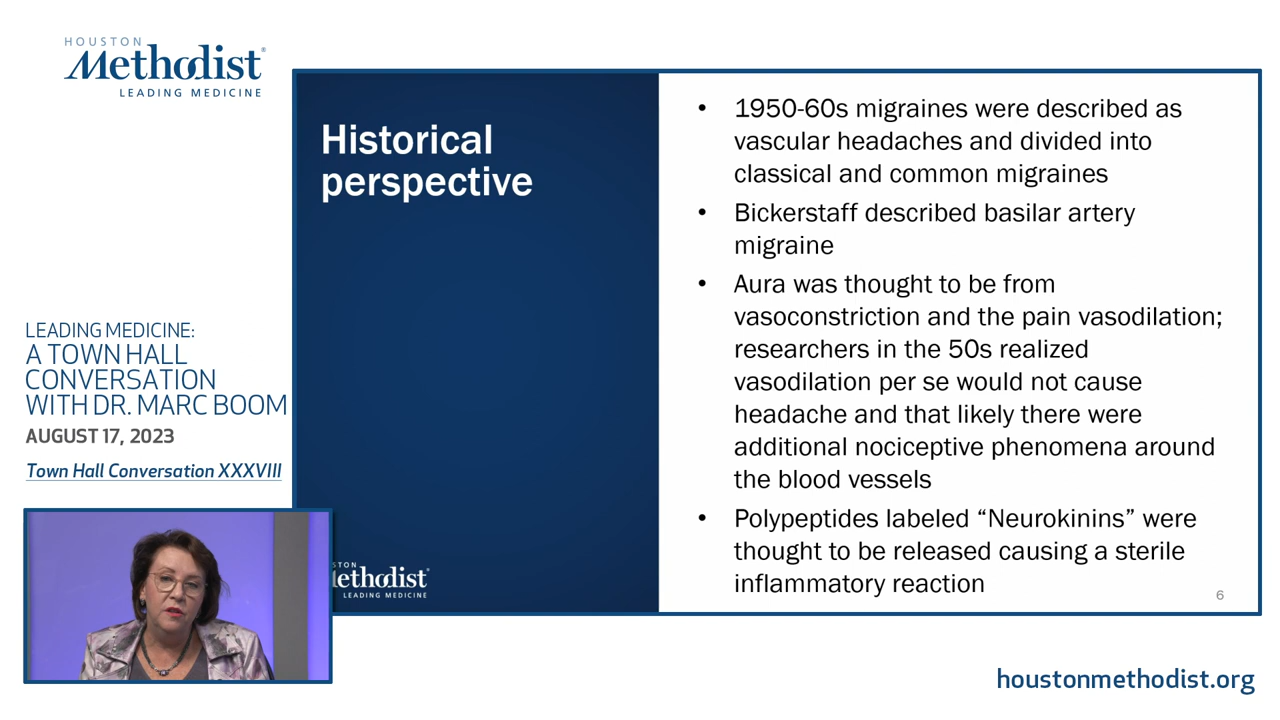 HOUSTON
Methodist®
LEADING MEDICINE
LEADING MEDICINE:
A TOWN HALL
CONVERSATION
WITH DR. MARC BOOM
AUGUST 17, 2023
Town Hall Conversation XXXVIII
Historical
perspective
STON
ethodist®
LEADING MEDICINE
• 1950-60s migraines were described as
vascular headaches and divided into
classical and common migraines
• Bickerstaff described basilar artery
migraine
• Aura was thought to be from
vasoconstriction and the pain vasodilation;
researchers in the 50s realized
vasodilation per se would not cause
headache and that likely there were
additional nociceptive phenomena around
the blood vessels
• Polypeptides labeled “Neurokinins” were
thought to be released causing a sterile
inflammatory reaction
6
houstonmethodist.org